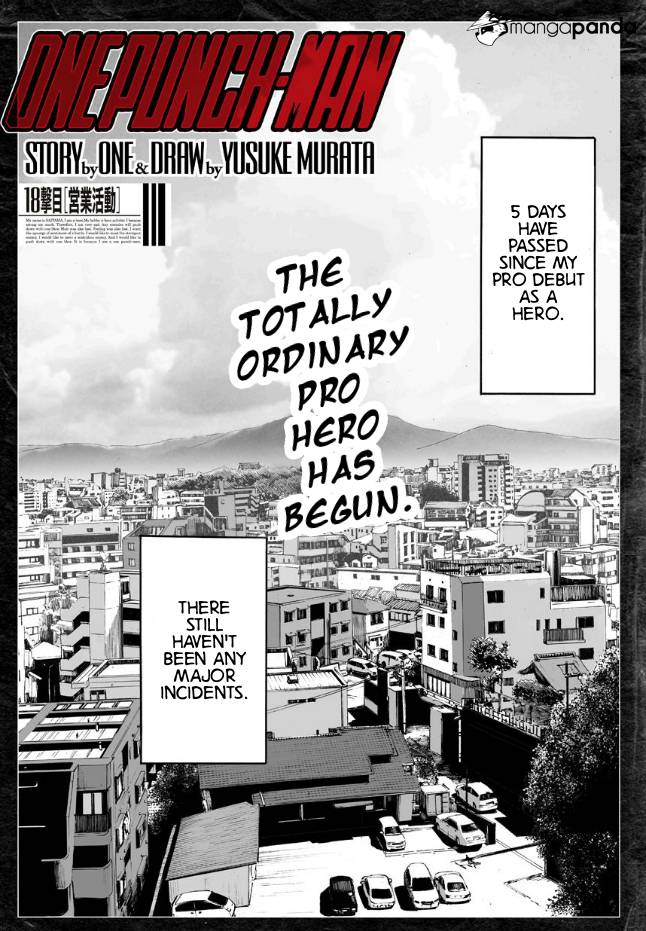 mangapanda
ONEPUNCH-MAN
STORY by ONE & DRAW by YUSUKE MURATA
18撃目[営業活動]
5 DAYS
HAVE
PASSED
SINCE MY
PRO DEBUT
AS A
HERO.
THE
TOTALLY
ORDINARY
PRO
HERO
HAS
BEGUN.
THERE
STILL
HAVEN'T
BEEN ANY
MAJOR
INCIDENTS.